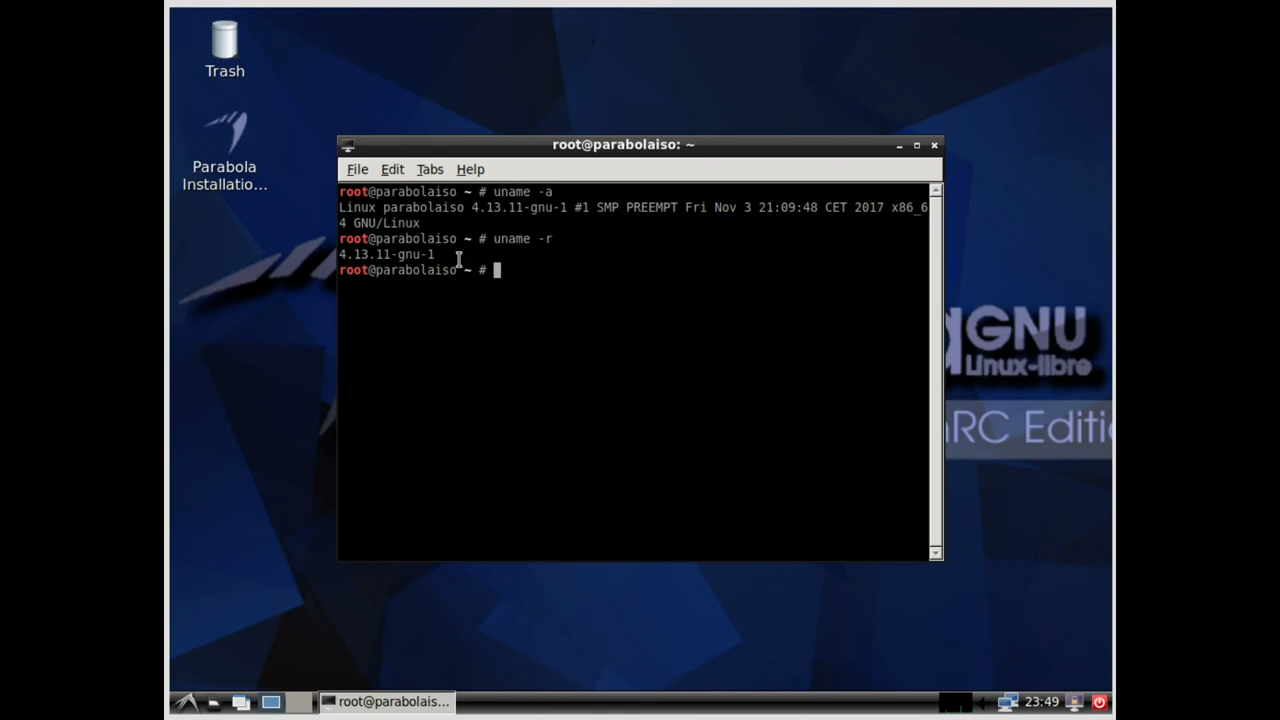 Trash
Parabola
Installatio...
root@parabolaiso: ~
File Edit Tabs Help
root@parabolaiso ~ # uname -a
Linux parabolaiso 4.13.11-gnu-1 #1 SMP PREEMPT Fri Nov 3 21:09:48 CET 2017 x86_6
4 GNU/Linux
root@parabolaiso ~ # uname -r
4.13.11-gnu-1
root@parabolaiso ~ #
GNU
Linux-libre
RC Editi
root@parabolais...
23:49